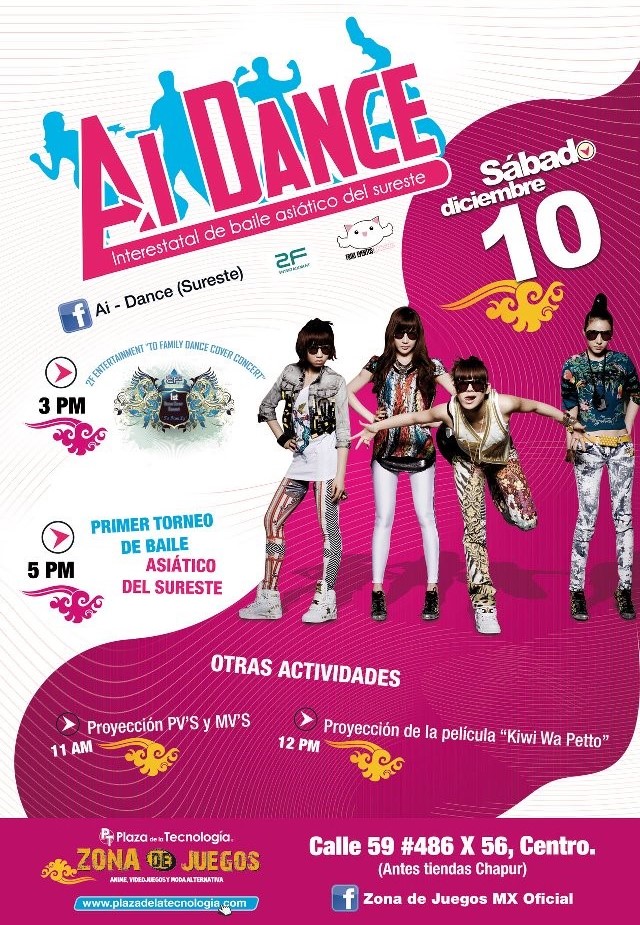 Ai Dance
Interestatal de baile asiático del sureste
Sábado
diciembre
10
2F
ENTERTAINMENT
Ai - Dance (Sureste)
2F ENTERTAINMENT "TO FAMILY DANCE COVER CONCERT"
1st
3 PM
PRIMER TORNEO
DE BAILE
ASIÁTICO
DEL SURESTE
5 PM
OTRAS ACTIVIDADES
Proyección PV'S y MV'S
11 AM
Proyección de la película "Kiwi Wa Petto"
12 PM
Plaza de la Tecnología
ZONA DE JUEGOS
ANIME, VIDEOJUEGOS Y MODA ALTERNATIVA
www.plazadelatecnologia.com
Calle 59 #486 X 56, Centro.
(Antes tiendas Chapur)
Zona de Juegos MX Oficial